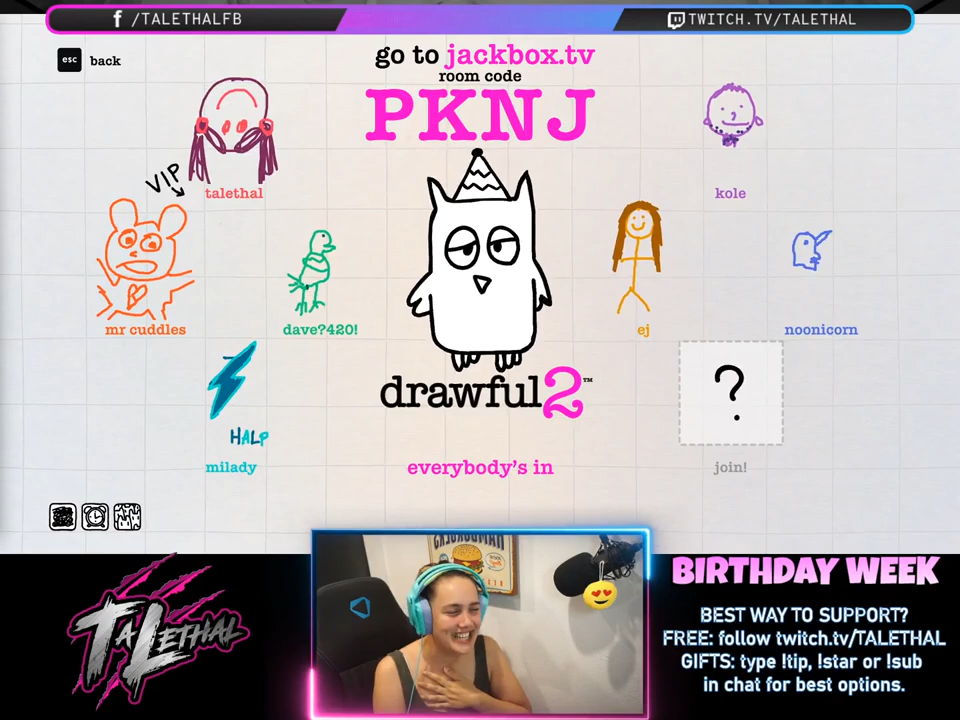 /TALETHALFB
TWITCH.TV/TALETHAL
esc back
go to jackbox.tv
room code
PKNJ
VIP
talethal
kole
mr cuddles
dave?420!
ej
noonicorn
HALP
milady
drawful2™
?
join!
everybody's in
TALETHAL
BIRTHDAY WEEK
BEST WAY TO SUPPORT?
FREE: follow twitch.tv/TALETHAL
GIFTS: type !tip, !star or !sub
in chat for best options.